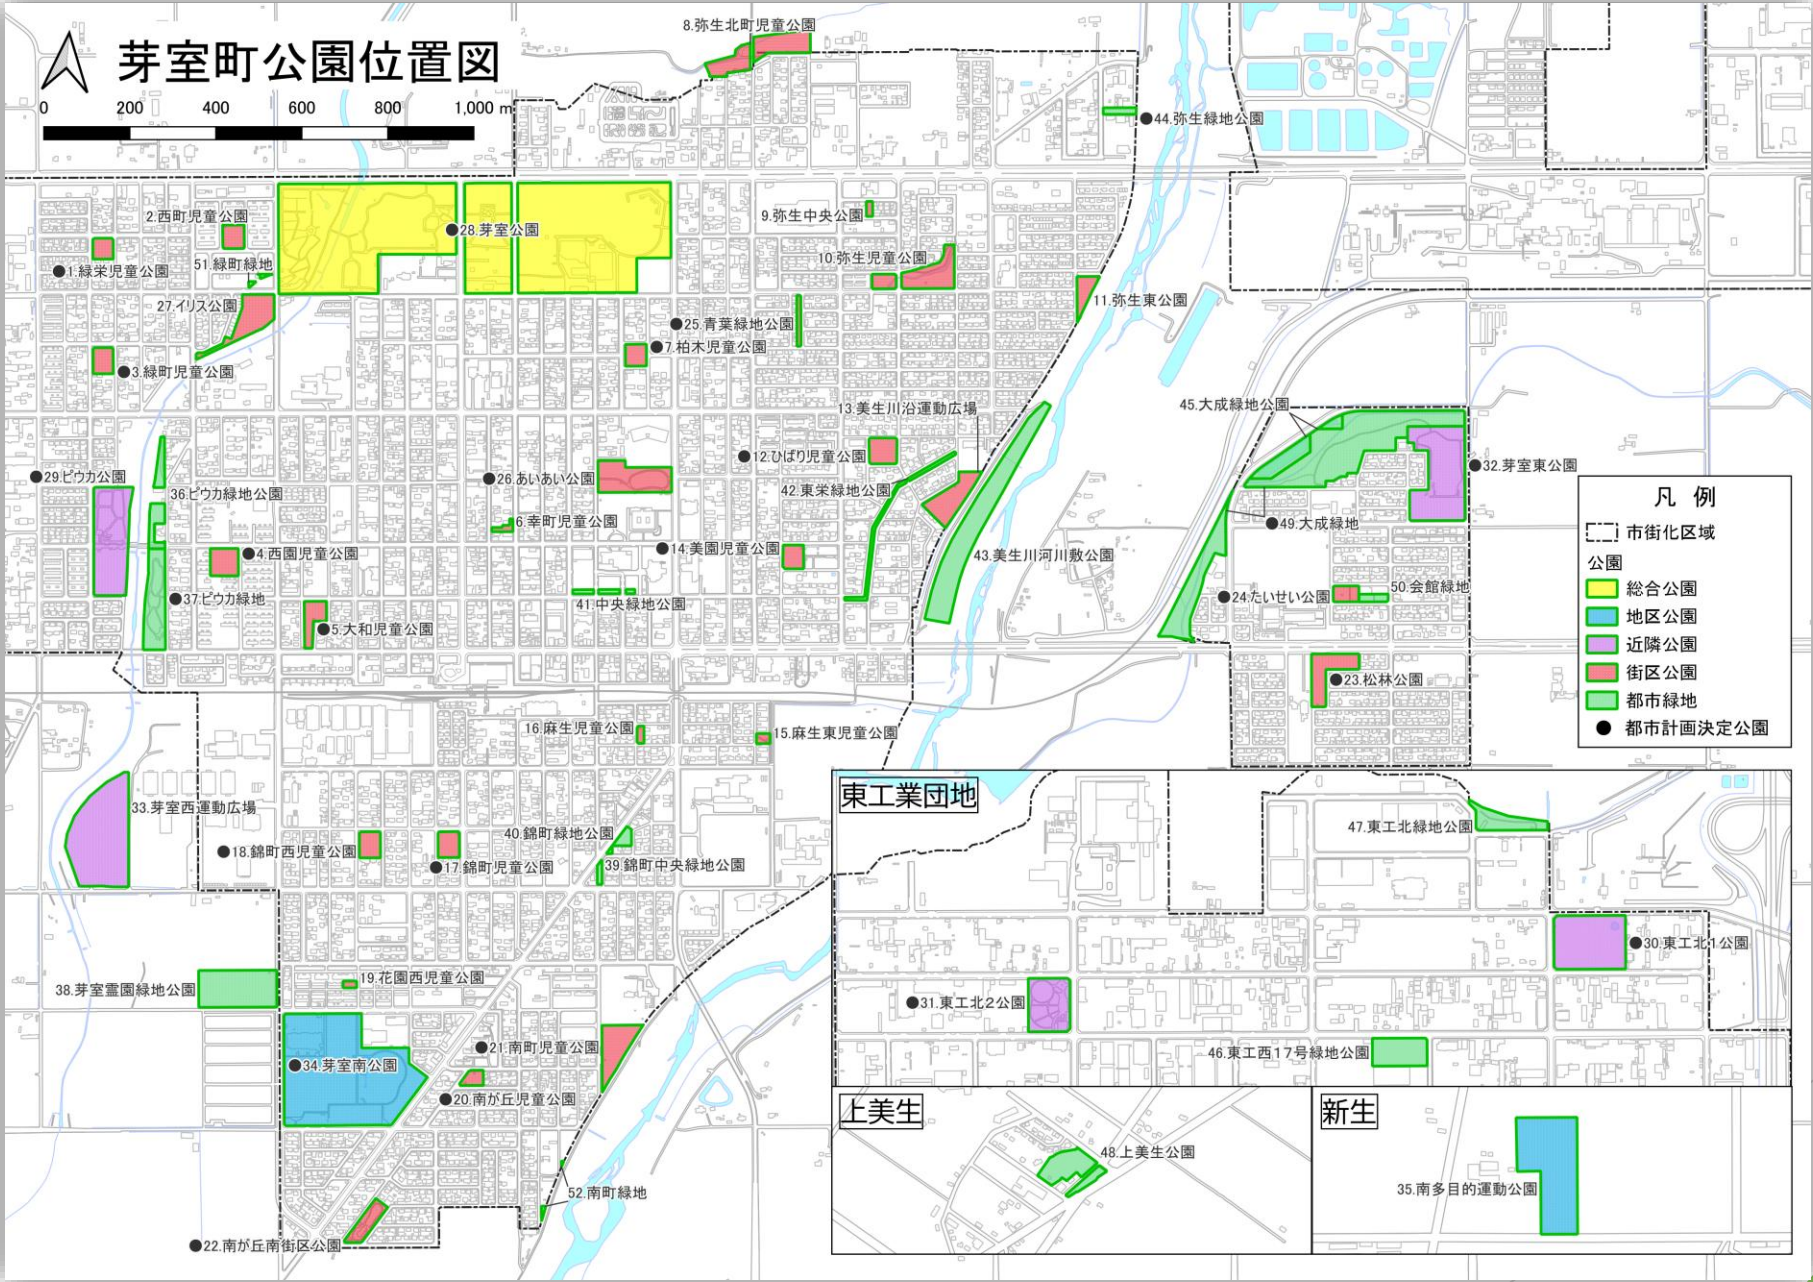 芽室町公園位置図
0 200 400 600 800 1,000 m
8.弥生北町児童公園
●44.弥生緑地公園
2.西町児童公園
9.弥生中央公園
●28.芽室公園
10.弥生児童公園
51.緑町緑地
●1.緑栄児童公園
11.弥生東公園
27.イリス公園
●25.青葉緑地公園
●7.柏木児童公園
●3.緑町児童公園
45.大成緑地公園
13.美生川沿運動広場
●12.ひばり児童公園
●32.芽室東公園
●29.ピウカ公園
●26.あいあい公園
42.東栄緑地公園
36.ピウカ緑地公園
6.幸町児童公園
●49.大成緑地
●14.美園児童公園
●4.西園児童公園
43.美生川河川敷公園
50.会館緑地
●24.たいせい公園
●37.ピウカ緑地
41.中央緑地公園
●5.大和児童公園
●23.松林公園
凡 例
市街化区域
公園
総合公園
地区公園
近隣公園
街区公園
都市緑地
● 都市計画決定公園
16.麻生児童公園
15.麻生東児童公園
33.芽室西運動広場
40.錦町緑地公園
●18.錦町西児童公園
●17.錦町児童公園
39.錦町中央緑地公園
19.花園西児童公園
38.芽室霊園緑地公園
●21.南町児童公園
●34.芽室南公園
●20.南が丘児童公園
52.南町緑地
●22.南が丘南街区公園
東工業団地
47.東工北緑地公園
●30.東工北1公園
●31.東工北2公園
46.東工西17号緑地公園
上美生
48.上美生公園
新生
35.南多目的運動公園